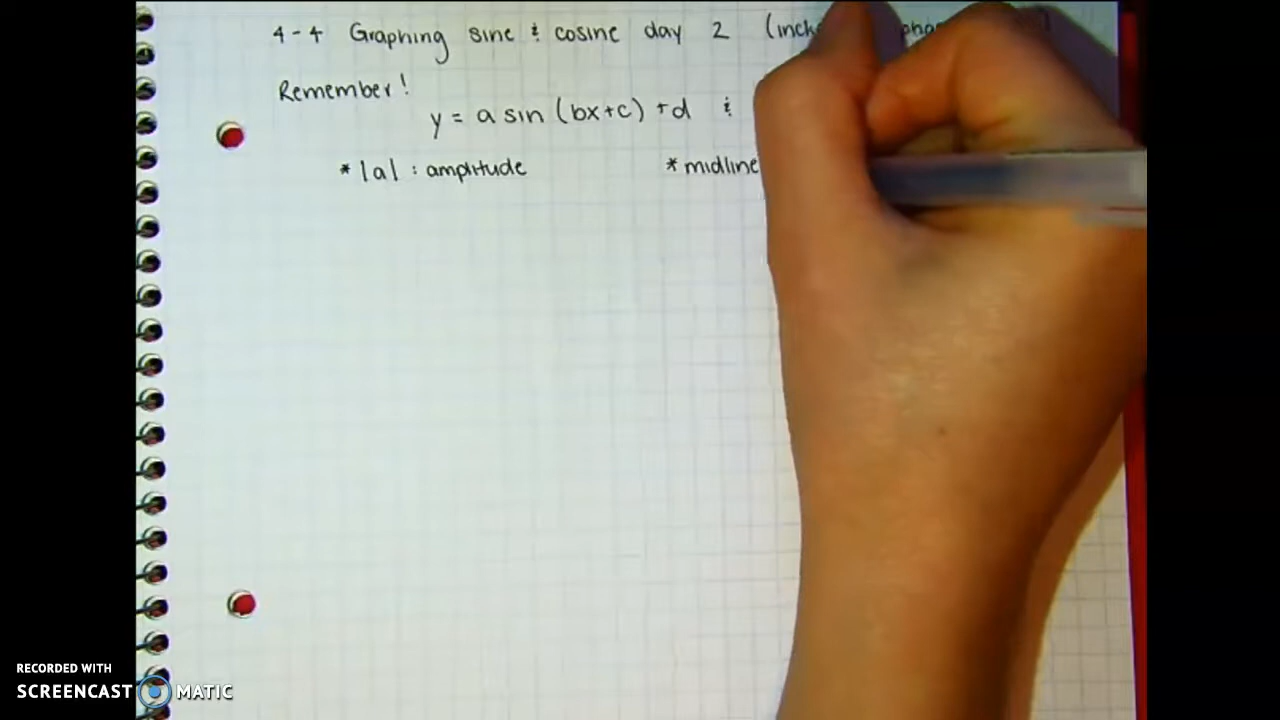 4-4 Graphing sine & cosine day 2
Remember!
y = a sin (bx+c) + d &
* |a| : amplitude * midline
RECORDED WITH
SCREENCAST MATIC